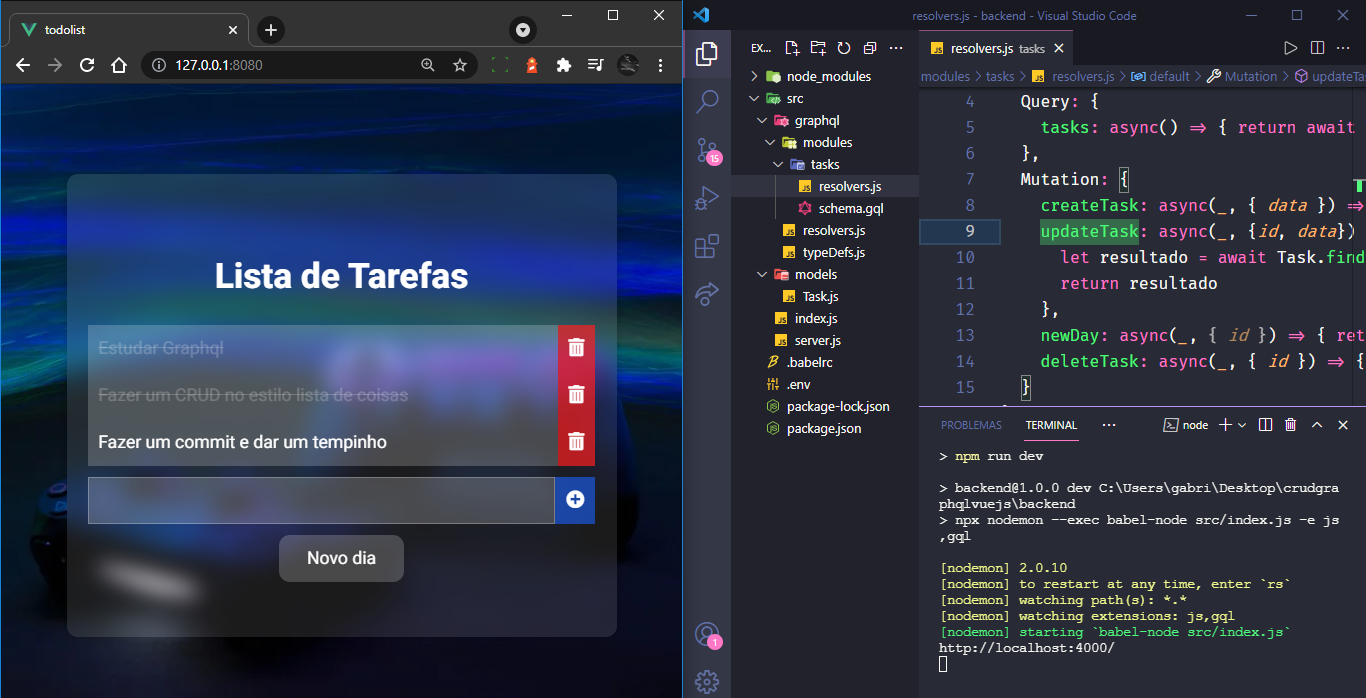 todolist
127.0.0.1:8080
Lista de Tarefas
Estudar Graphql
Fazer um CRUD no estilo lista de coisas
Fazer um commit e dar um tempinho
Novo dia
resolvers.js - backend - Visual Studio Code
15
1
EX...
node_modules
src
graphql
modules
tasks
resolvers.js
schema.gql
resolvers.js
typeDefs.js
models
Task.js
index.js
server.js
.babelrc
.env
package-lock.json
package.json
resolvers.js tasks
modules > tasks > resolvers.js > default > Mutation > updateTa
4 Query: {
5 tasks: async() => { return await
6 },
7 Mutation: {
8 createTask: async(_, { data }) =>
9 updateTask: async(_, {id, data})
10 let resultado = await Task.find
11 return resultado
12 },
13 newDay: async(_, { id }) => { ret
14 deleteTask: async(_, { id }) => {
15 }
PROBLEMAS TERMINAL ... node
> npm run dev
> backend@1.0.0 dev C:\Users\gabri\Desktop\crudgra
phqlvuejs\backend
> npx nodemon --exec babel-node src/index.js -e js
,gql
[nodemon] 2.0.10
[nodemon] to restart at any time, enter `rs`
[nodemon] watching path(s): *.*
[nodemon] watching extensions: js,gql
[nodemon] starting `babel-node src/index.js`
http://localhost:4000/